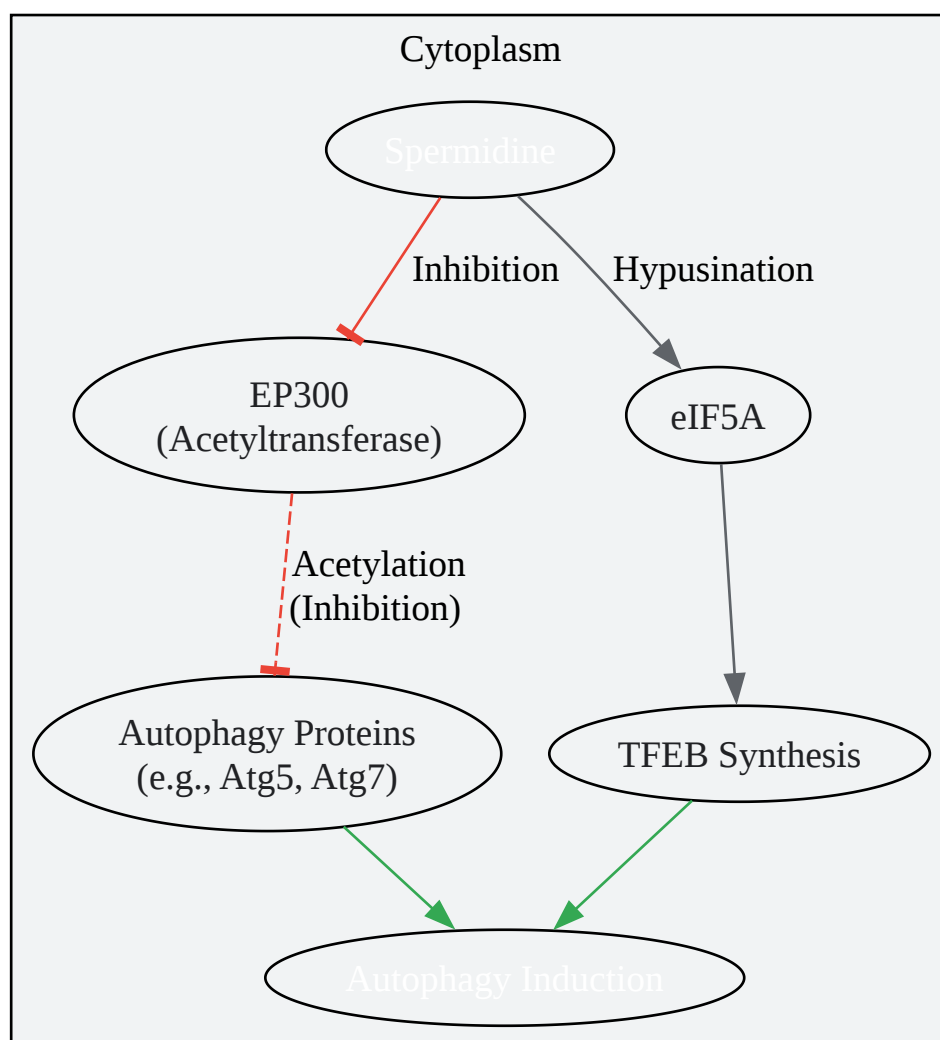 Cytoplasm
Spermidine
Inhibition
Hypusination
EP300
(Acetyltransferase)
eIF5A
Acetylation
(Inhibition)
Autophagy Proteins
(e.g., Atg5, Atg7)
TFEB Synthesis
Autophagy Induction